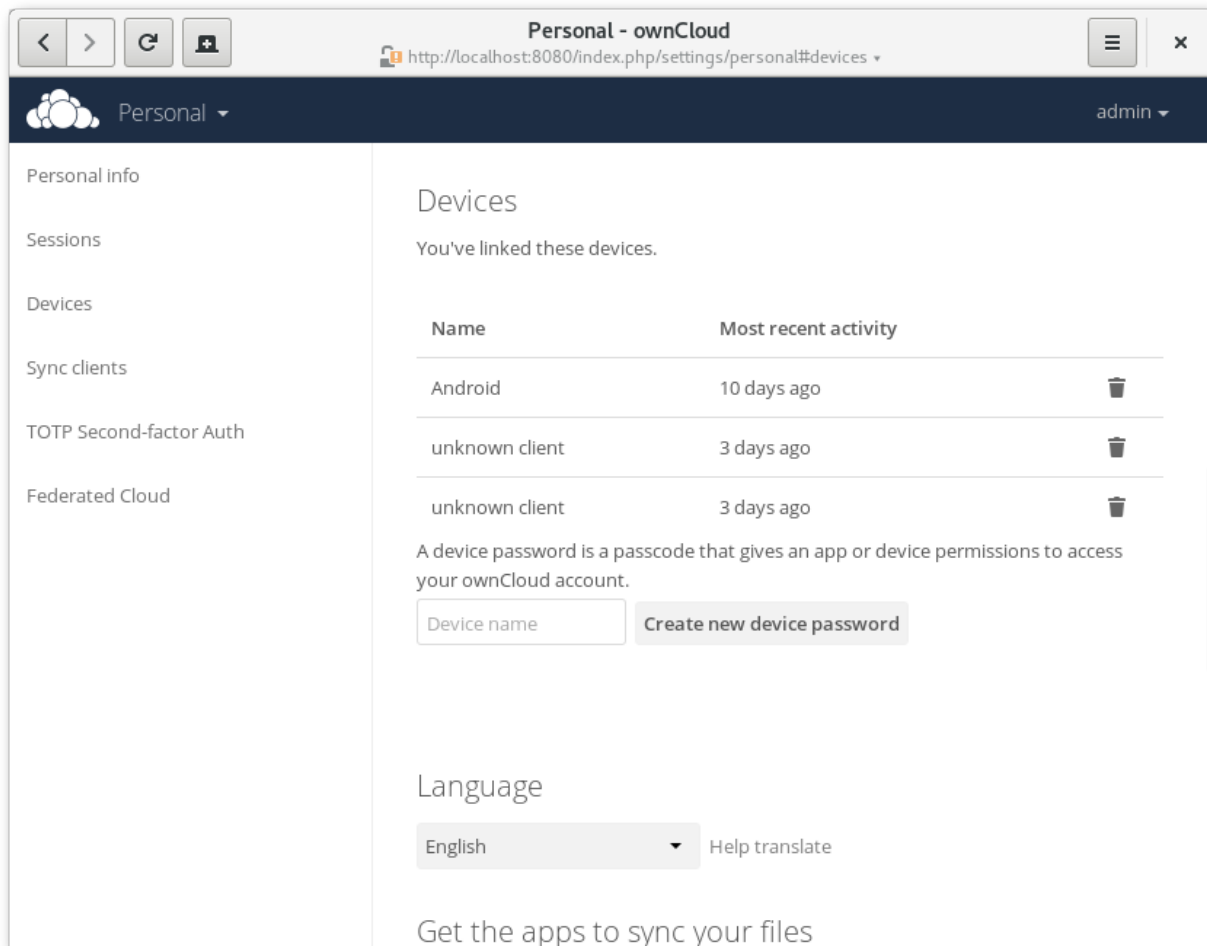 Personal - ownCloud
http://localhost:8080/index.php/settings/personal#devices
Personal
admin
Personal info
Sessions
Devices
Sync clients
TOTP Second-factor Auth
Federated Cloud
Devices
You've linked these devices.
Name Most recent activity
Android 10 days ago
unknown client 3 days ago
unknown client 3 days ago
A device password is a passcode that gives an app or device permissions to access
your ownCloud account.
Device name Create new device password
Language
English Help translate
Get the apps to sync your files